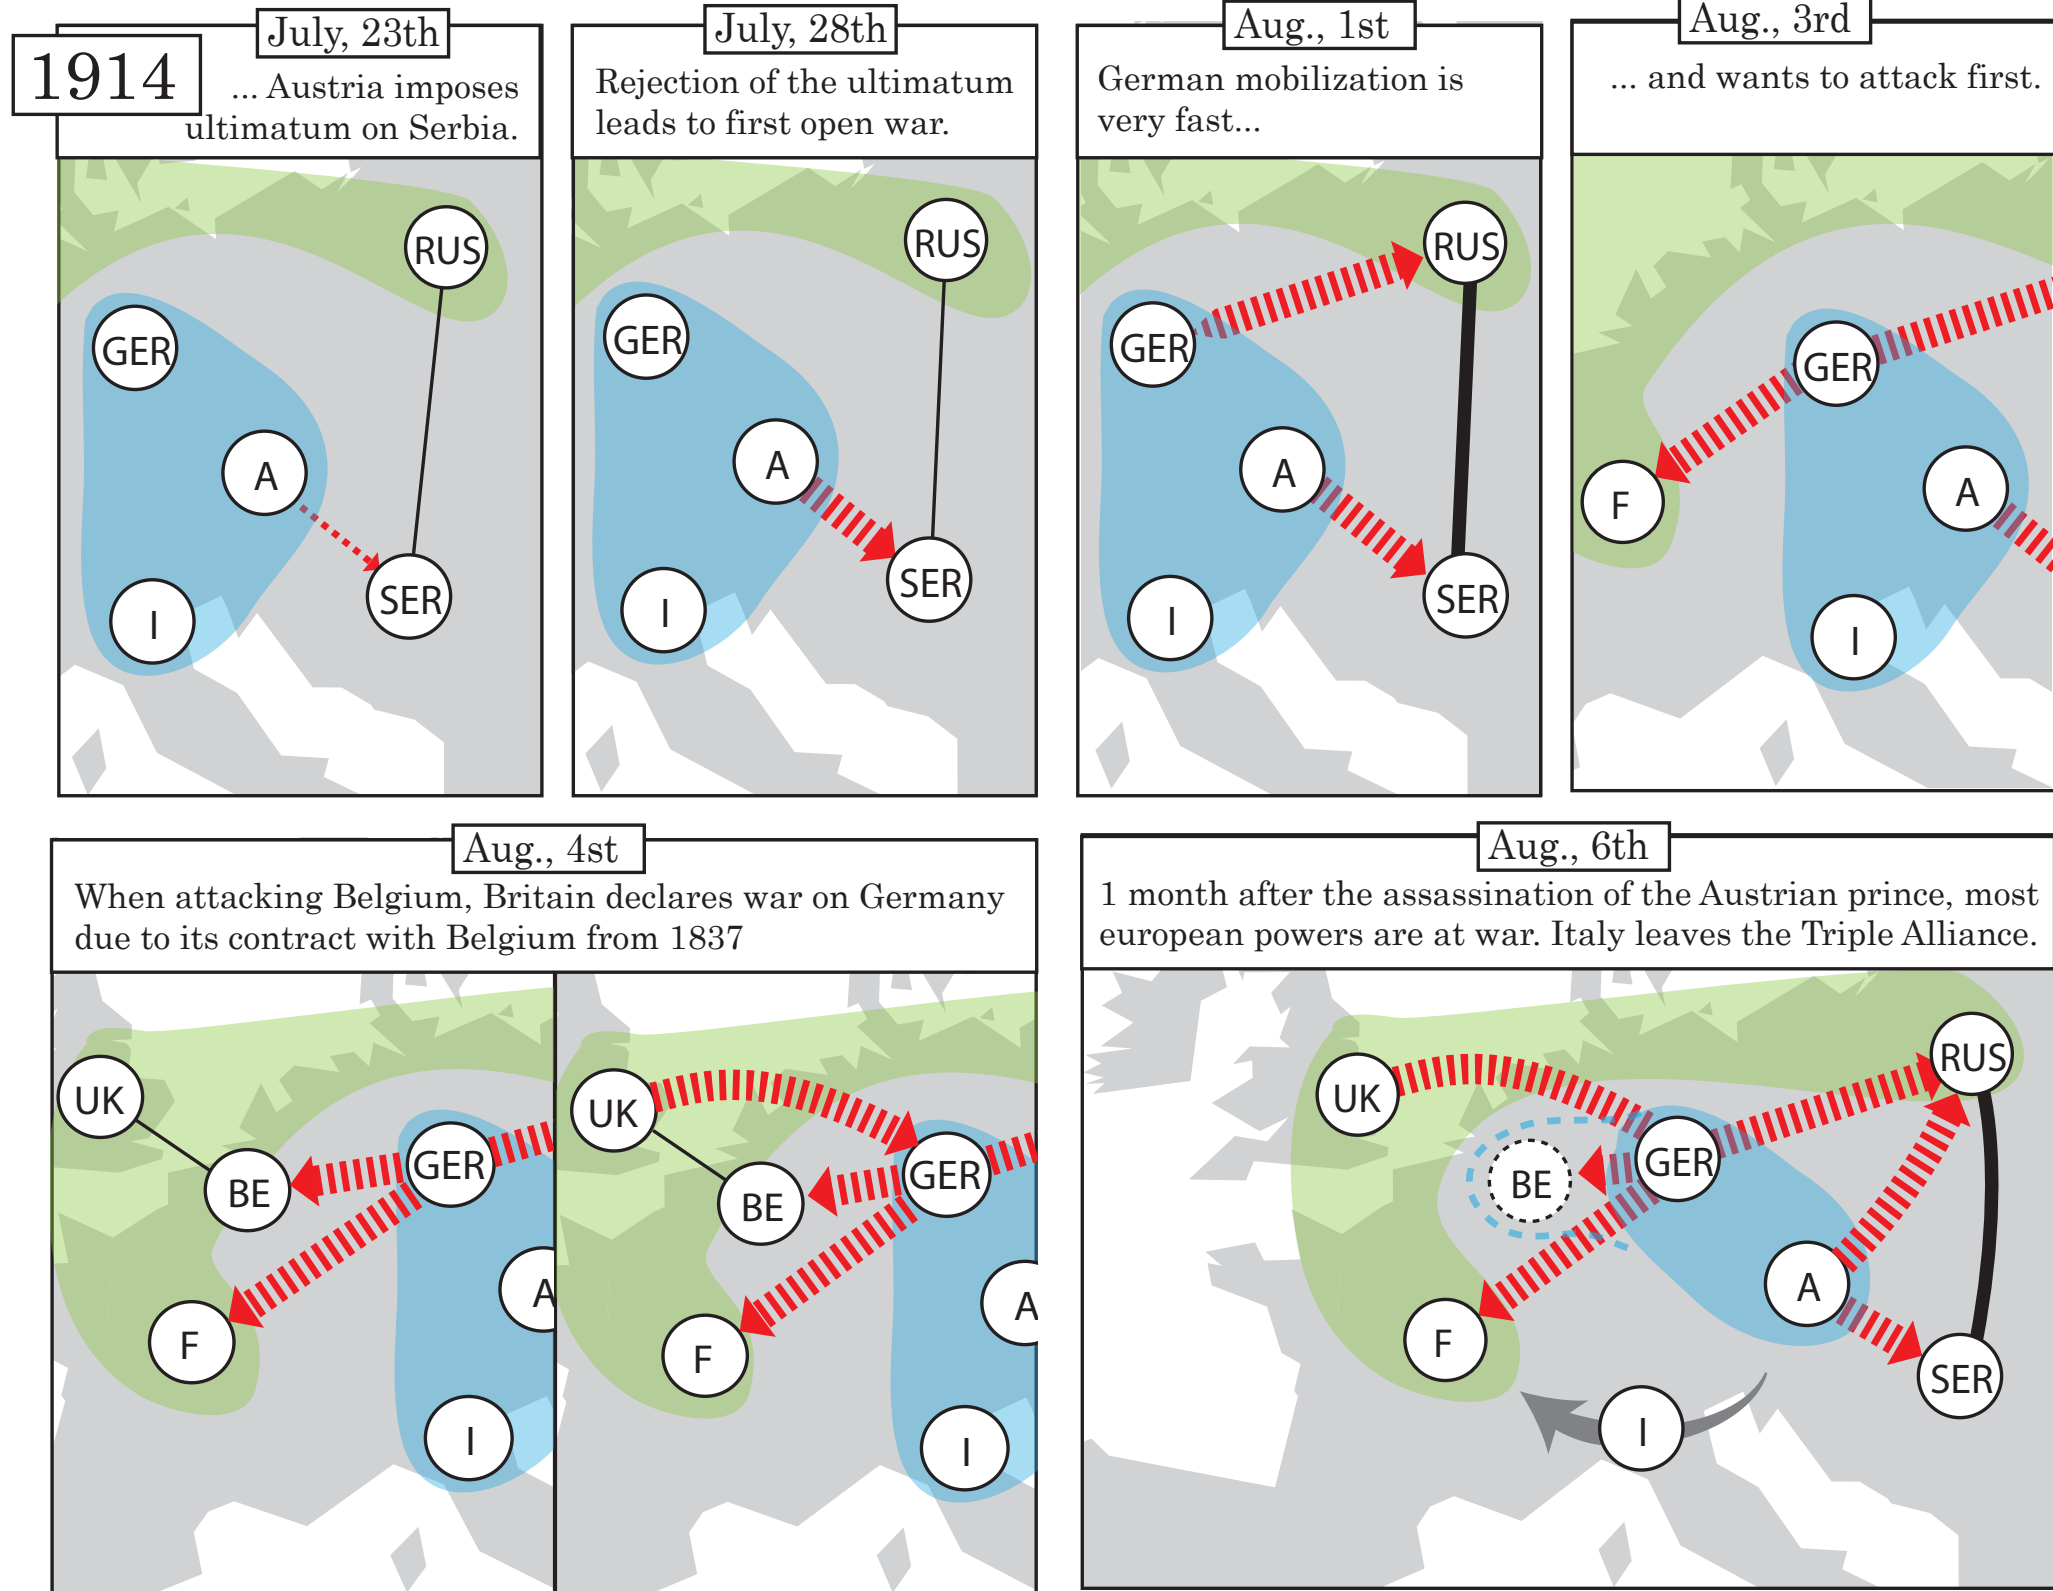 1914
July, 23th
... Austria imposes
ultimatum on Serbia.
RUS
GER
A
SER
I
July, 28th
Rejection of the ultimatum
leads to first open war.
RUS
GER
A
SER
I
Aug., 1st
German mobilization is
very fast...
RUS
GER
A
SER
I
Aug., 3rd
... and wants to attack first.
GER
F
A
I
Aug., 4st
When attacking Belgium, Britain declares war on Germany
due to its contract with Belgium from 1837
UK
GER
BE
A
F
I
UK
GER
BE
A
F
I
Aug., 6th
1 month after the assassination of the Austrian prince, most
european powers are at war. Italy leaves the Triple Alliance.
RUS
UK
GER
BE
A
F
SER
I